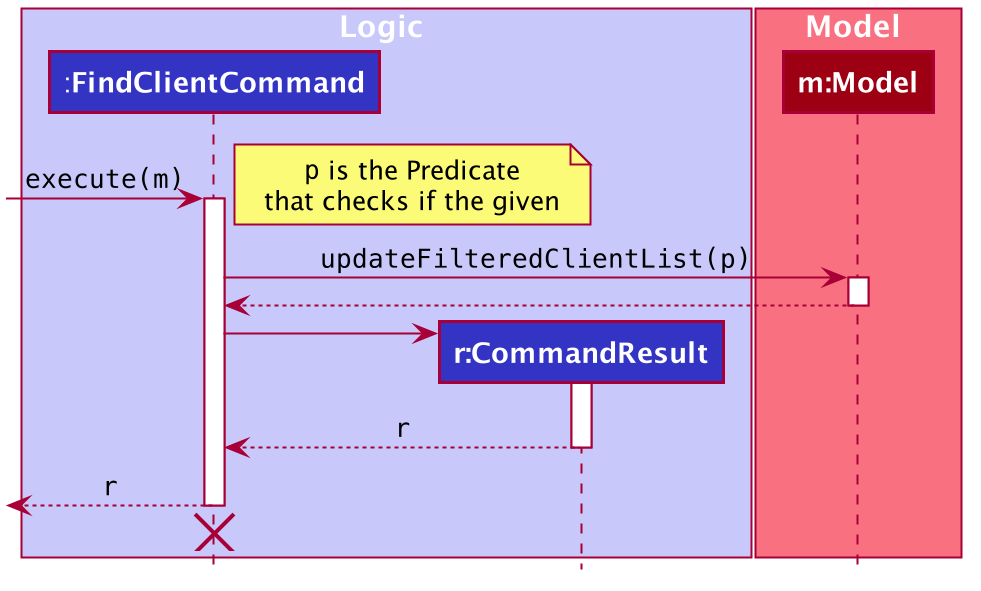 Logic
Model
:FindClientCommand
m:Model
p is the Predicate
that checks if the given
execute(m)
updateFilteredClientList(p)
r:CommandResult
r
r